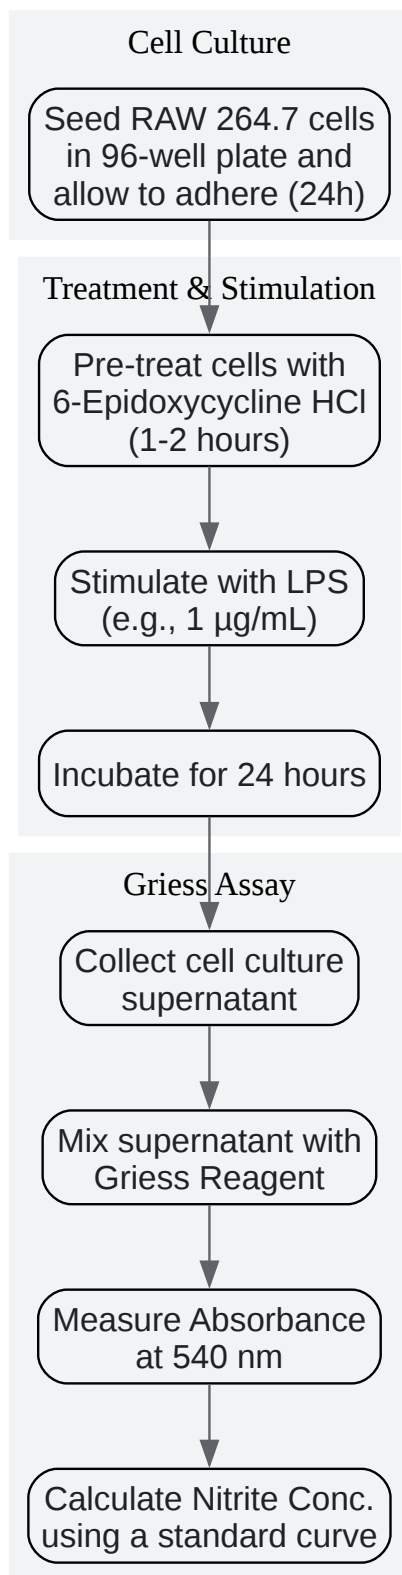 Cell Culture
Seed RAW 264.7 cells
in 96-well plate and
allow to adhere (24h)
Treatment & Stimulation
Pre-treat cells with
6-Epidoxycycline HCl
(1-2 hours)
Stimulate with LPS
(e.g., 1 µg/mL)
Incubate for 24 hours
Griess Assay
Collect cell culture
supernatant
Mix supernatant with
Griess Reagent
Measure Absorbance
at 540 nm
Calculate Nitrite Conc.
using a standard curve